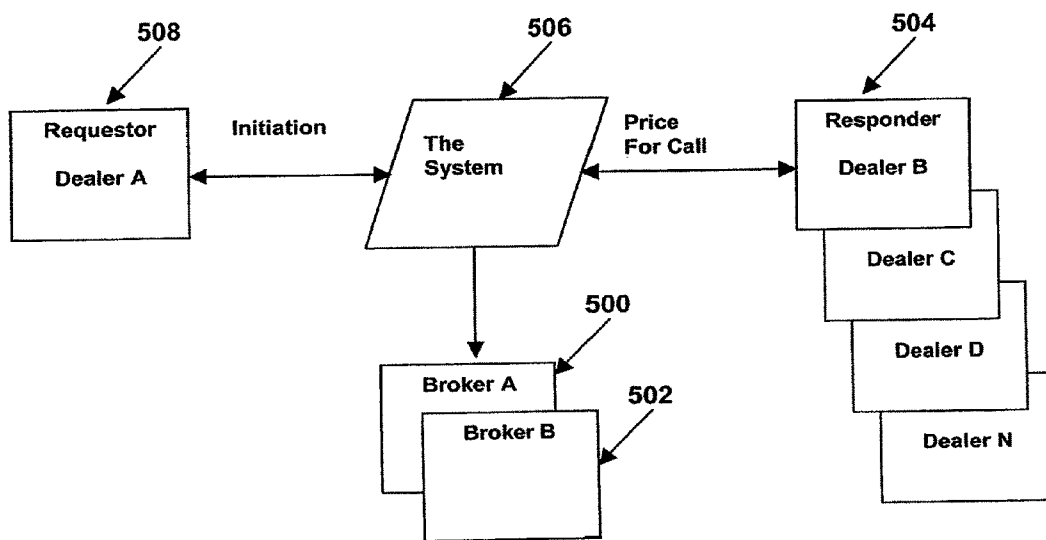 508
506
504
Requestor
Dealer A
Initiation
The
System
Price
For Call
Responder
Dealer B
Dealer C
Dealer D
Dealer N
500
Broker A
502
Broker B